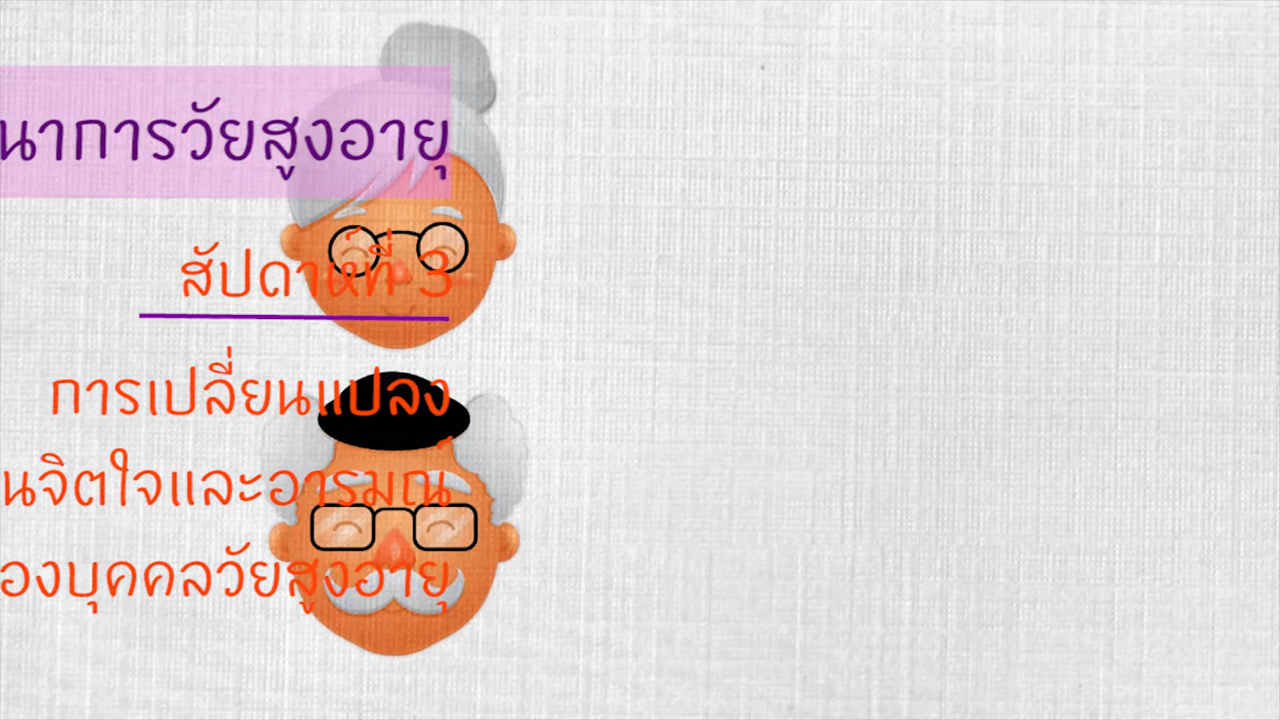 นาการวัยสูงอายุ
สัปดาห์ที่ 3
การเปลี่ยนแปลง
นจิตใจและอารมณ์
องบุคคลวัยสูงอายุ